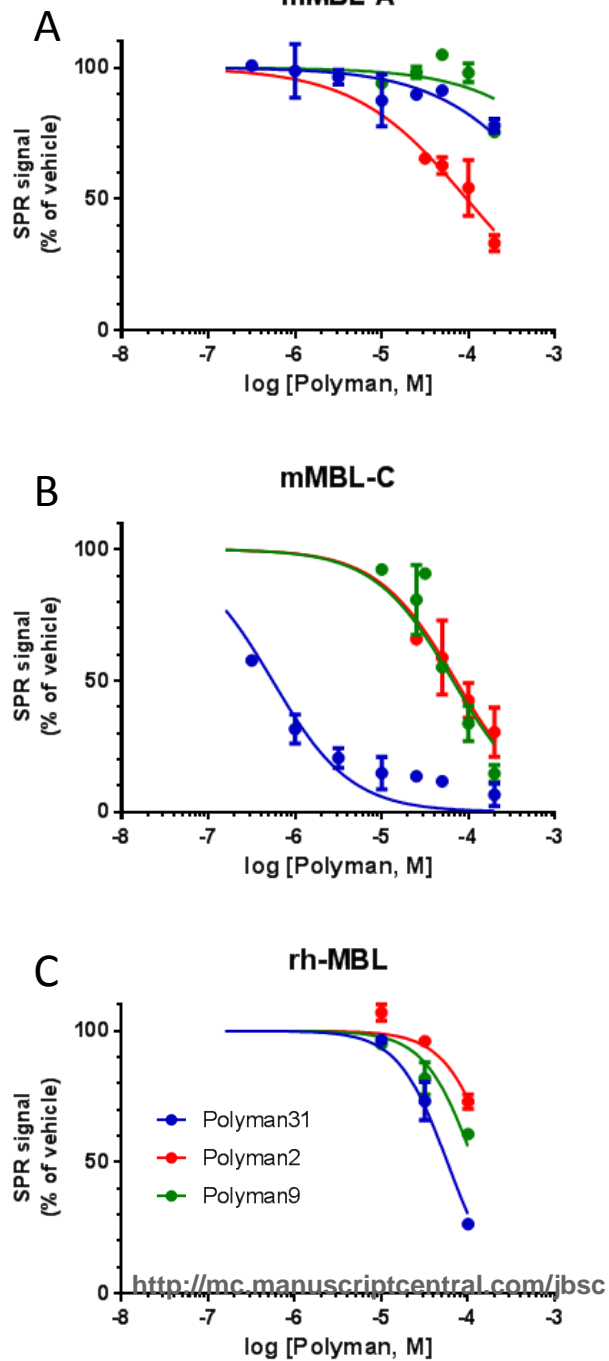 mMBL-A
A
100
50
0
SPR signal
(% of vehicle)
-8 -7 -6 -5 -4 -3
log [Polyman, M]
B
mMBL-C
100
50
0
SPR signal
(% of vehicle)
-8 -7 -6 -5 -4 -3
log [Polyman, M]
C
rh-MBL
100
50
0
SPR signal
(% of vehicle)
Polyman31
Polyman2
Polyman9
http://mc.manuscriptcentral.com/jbsc
-8 -7 -6 -5 -4 -3
log [Polyman, M]